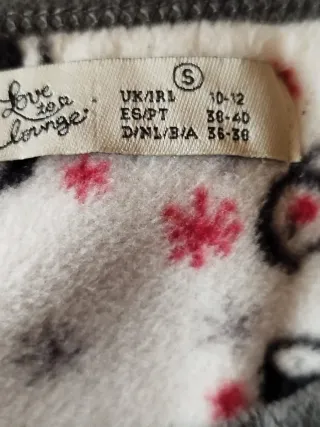 S
Love to lounge
UK/IRL 10-12
ES/PT 38-40
D/NL/B/A 36-38